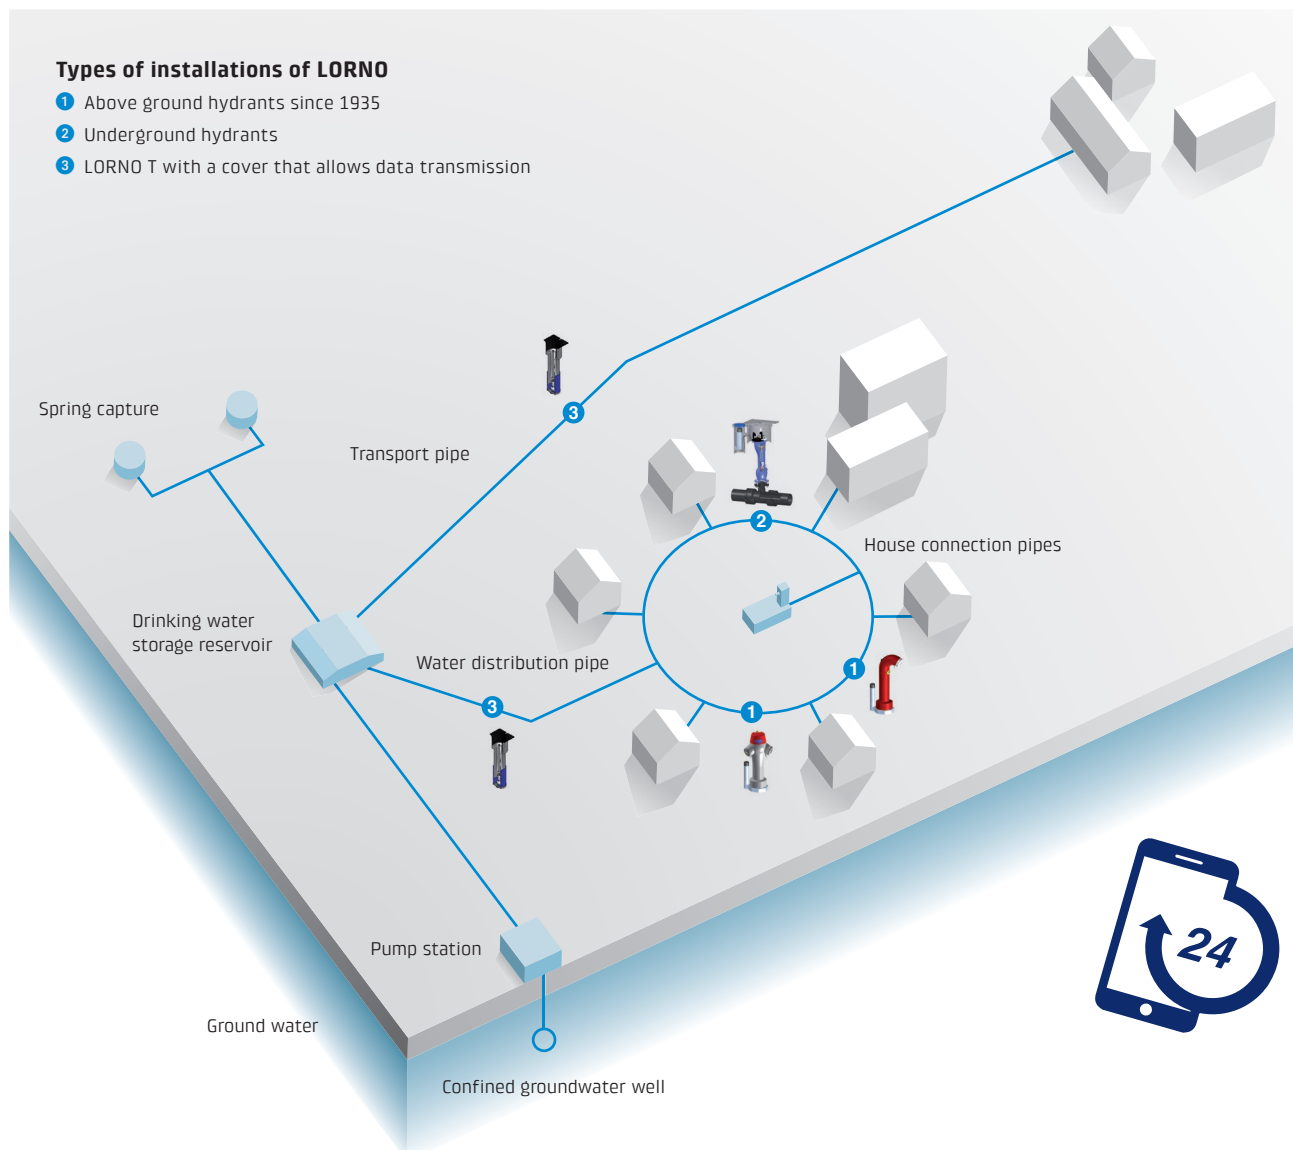 Types of installations of LORNO
1 Above ground hydrants since 1935
2 Underground hydrants
3 LORNO T with a cover that allows data transmission
Spring capture
3
Transport pipe
2
House connection pipes
Drinking water
storage reservoir
Water distribution pipe
1
3
1
24
Pump station
Ground water
Confined groundwater well